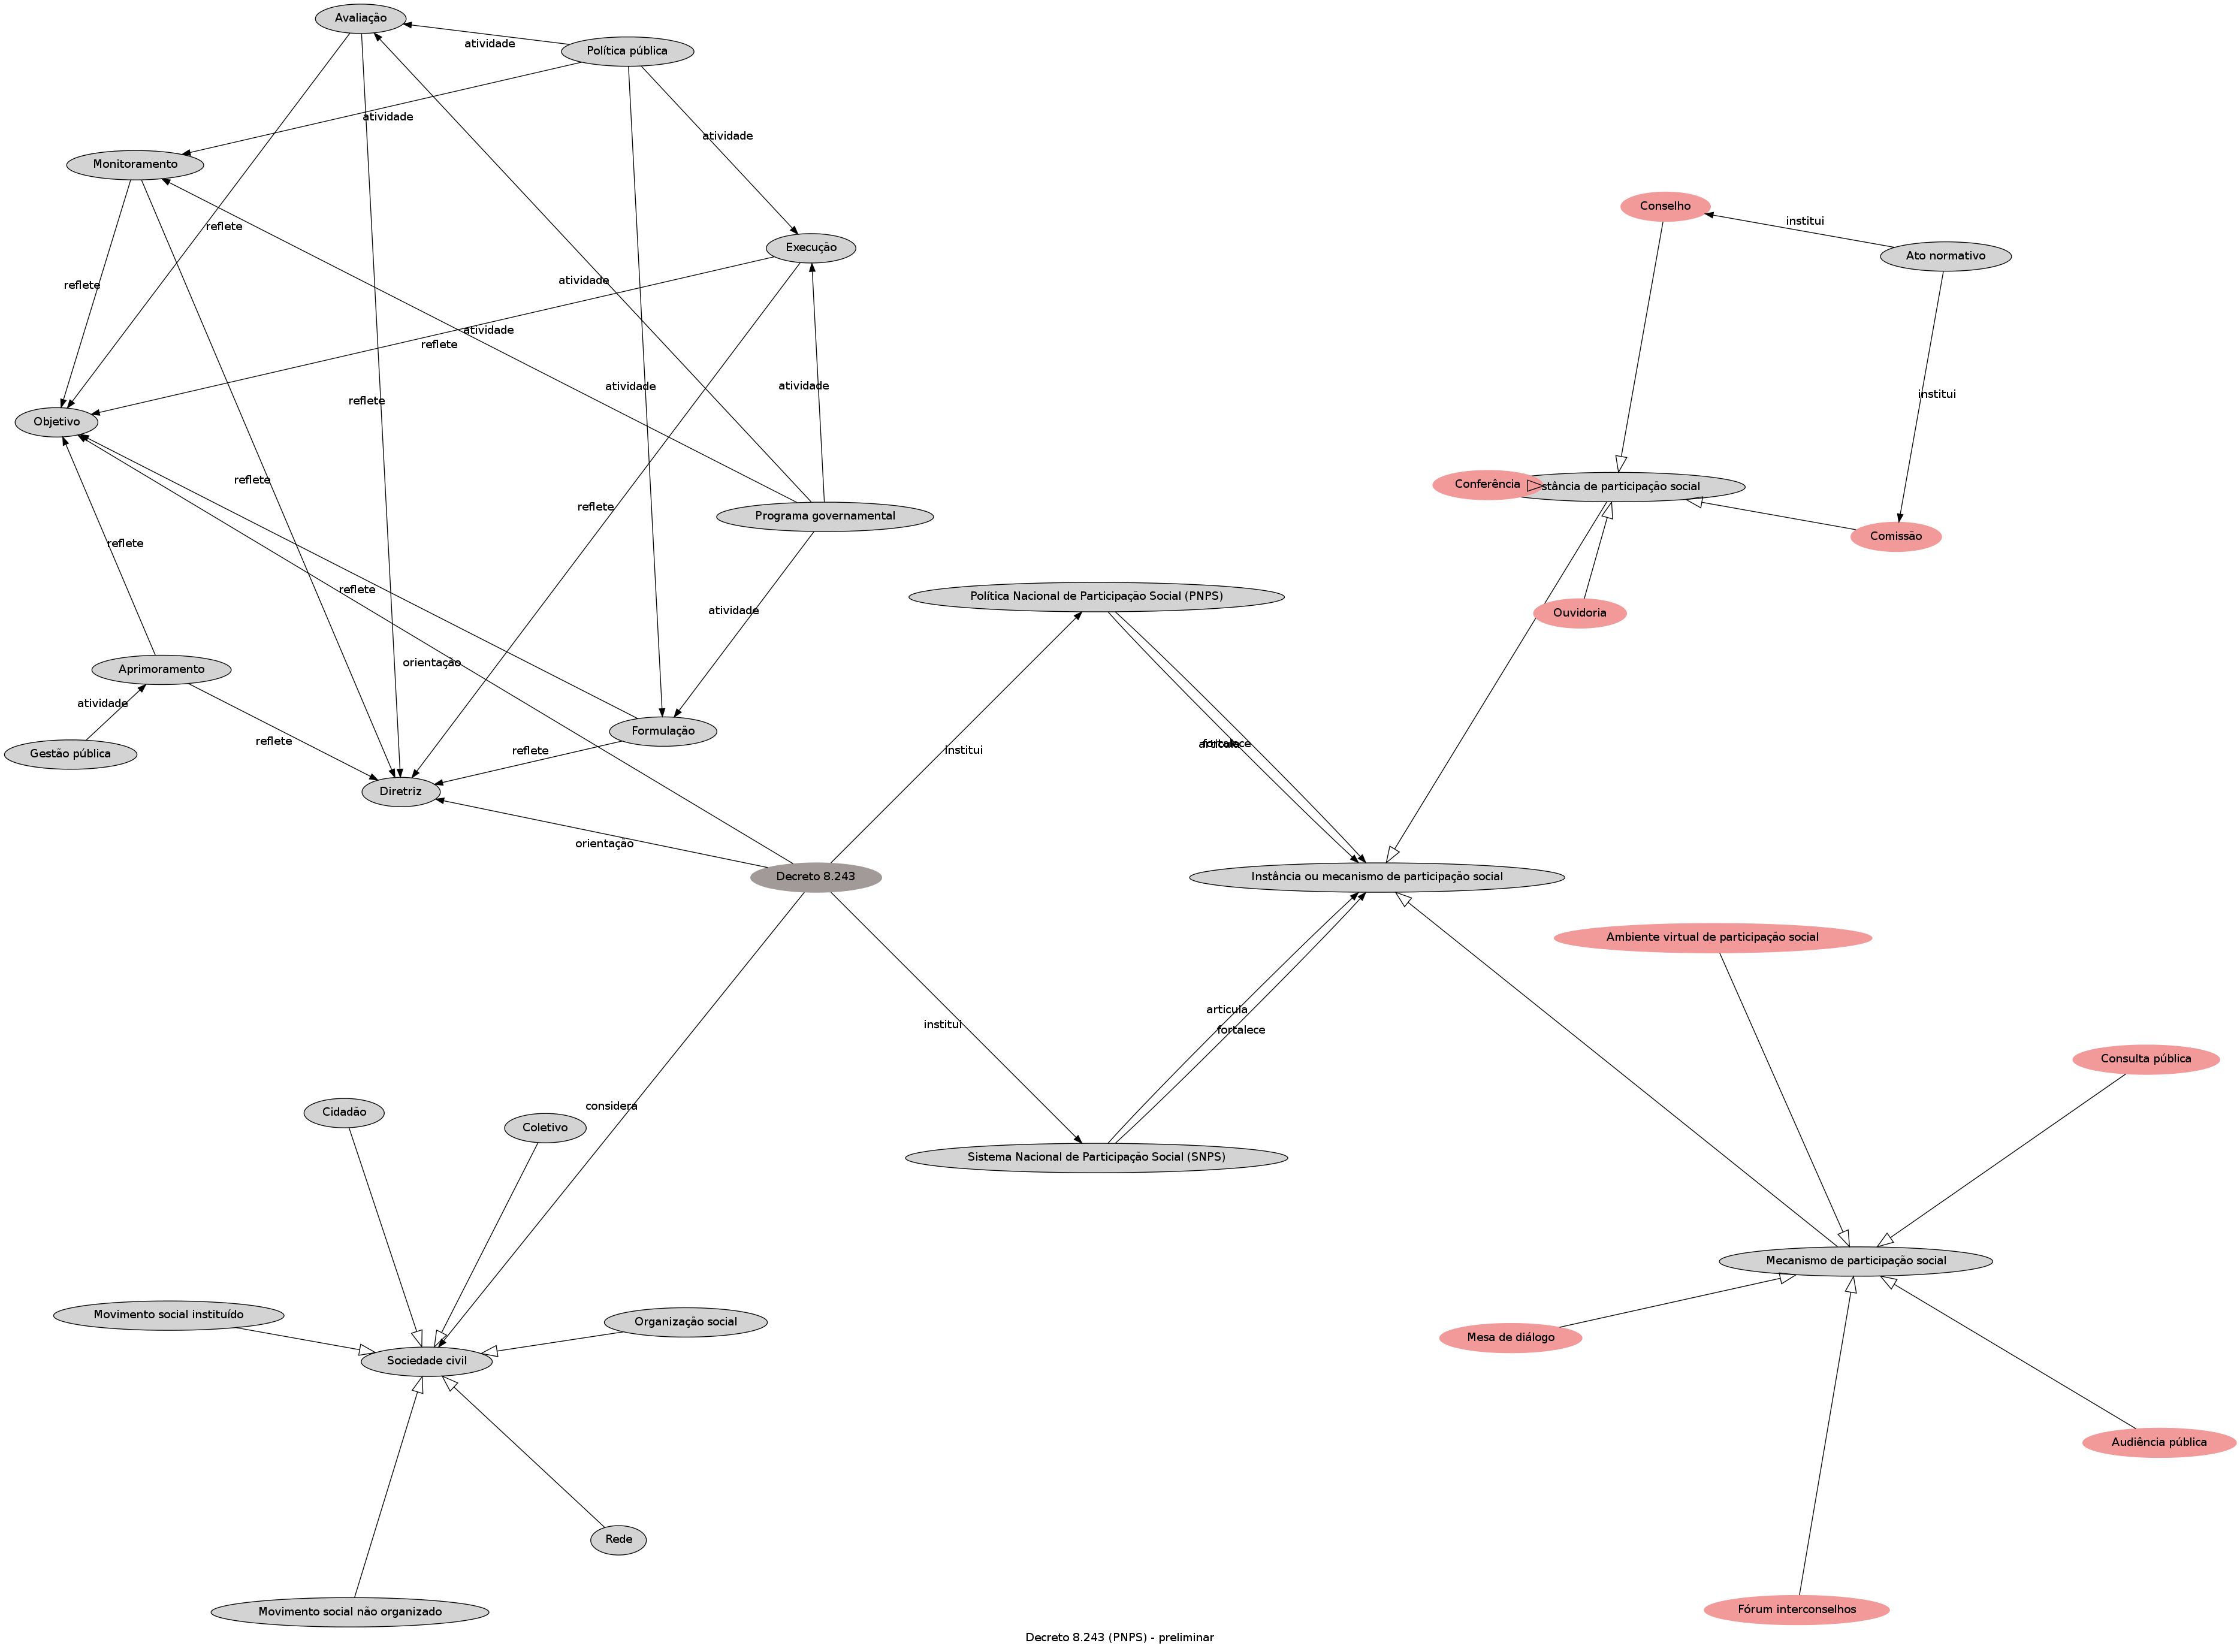 Avaliação
Política pública
atividade
atividade
atividade
Monitoramento
Conselho
institui
reflete
Execução
Ato normativo
atividade
reflete
atividade
reflete
atividade
atividade
institui
reflete
Objetivo
reflete
Conferência
stância de participação social
reflete
Programa governamental
Comissão
reflete
reflete
Política Nacional de Participação Social (PNPS)
atividade
Ouvidoria
orientação
Aprimoramento
atividade
Formulação
reflete
reflete
institui
articula
fortalece
Gestão pública
Diretriz
orientação
Decreto 8.243
Instância ou mecanismo de participação social
Ambiente virtual de participação social
articula
institui
fortalece
Consulta pública
considera
Cidadão
Coletivo
Sistema Nacional de Participação Social (SNPS)
Mecanismo de participação social
Movimento social instituído
Organização social
Mesa de diálogo
Sociedade civil
Audiência pública
Rede
Fórum interconselhos
Movimento social não organizado
Decreto 8.243 (PNPS) - preliminar